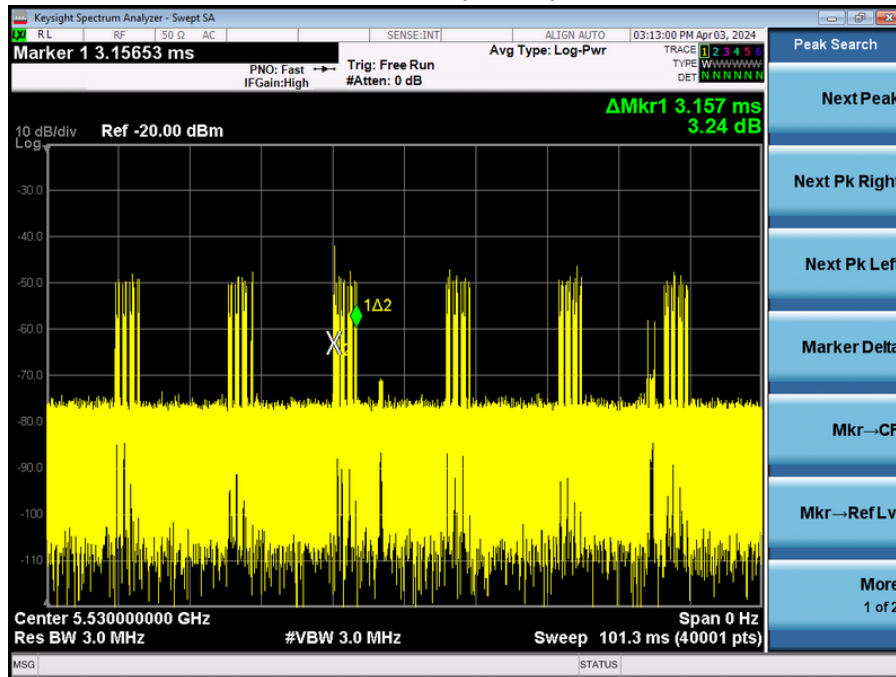 Keysight Spectrum Analyzer - Swept SA
LXI RL RF 50 Ω AC SENSE:INT ALIGN AUTO 03:13:00 PM Apr 03, 2024
Marker 1 3.15653 ms
PNO: Fast
IFGain:High
Trig: Free Run
#Atten: 0 dB
Avg Type: Log-Pwr
TRACE 1 2 3 4 5 6
TYPE WWWWWW
DET N N N N N N
Peak Search
ΔMkr1 3.157 ms
3.24 dB
10 dB/div Ref -20.00 dBm
Log
-30.0
-40.0
-50.0
-60.0
-70.0
-80.0
-90.0
-100
-110
1Δ2
X2
Center 5.530000000 GHz Span 0 Hz
Res BW 3.0 MHz #VBW 3.0 MHz Sweep 101.3 ms (40001 pts)
MSG STATUS
Next Peak
Next Pk Right
Next Pk Left
Marker Delta
Mkr→CF
Mkr→Ref Lv
More
1 of 2